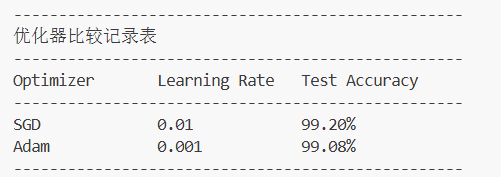 --------------------------------------------------
优化器比较记录表
--------------------------------------------------
Optimizer       Learning Rate   Test Accuracy
--------------------------------------------------
SGD             0.01            99.20%
Adam            0.001           99.08%
--------------------------------------------------